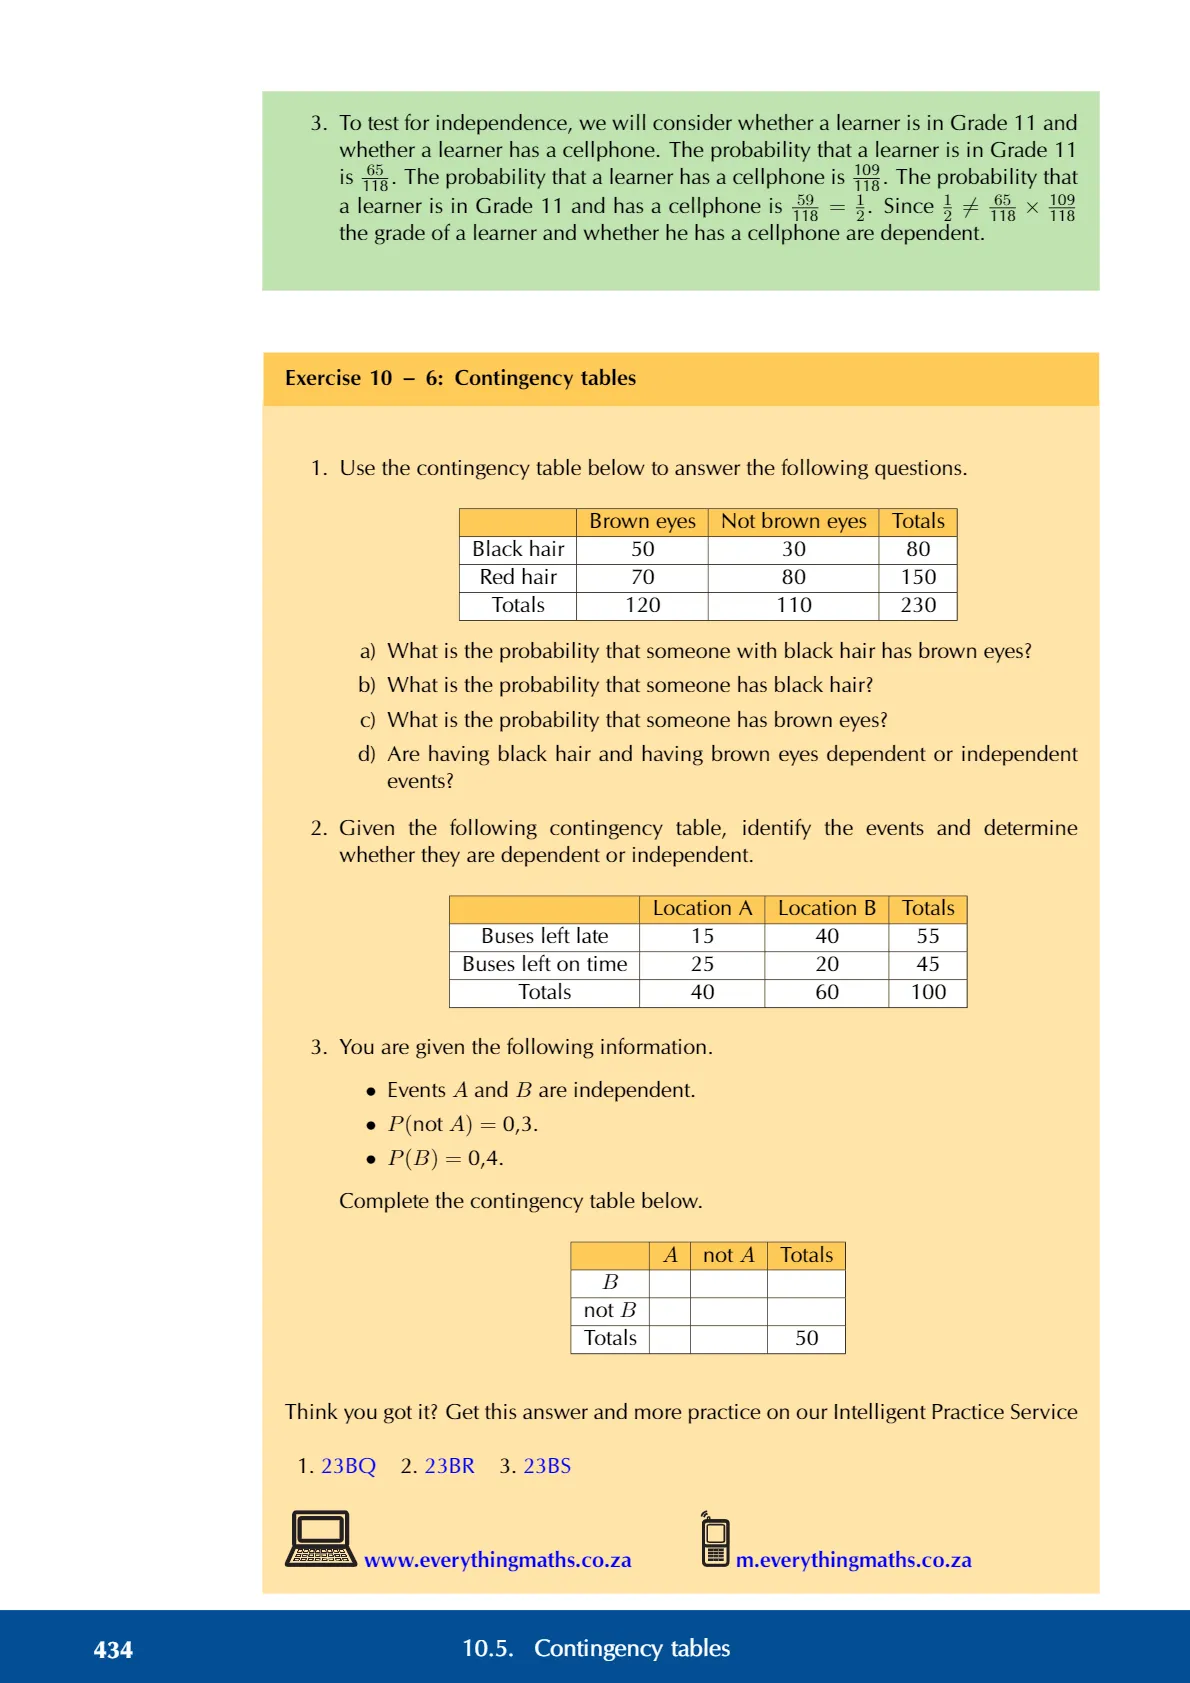 3. To test for independence, we will consider whether a learner is in Grade 11 and
whether a learner has a cellphone. The probability that a learner is in Grade 11
is 65/118. The probability that a learner has a cellphone is 109/118. The probability that
a learner is in Grade 11 and has a cellphone is 59/118 = 1/2. Since 1/2 ≠ 65/118 × 109/118
the grade of a learner and whether he has a cellphone are dependent.
Exercise 10 – 6: Contingency tables
1. Use the contingency table below to answer the following questions.
Brown eyes Not brown eyes Totals
Black hair 50 30 80
Red hair 70 80 150
Totals 120 110 230
a) What is the probability that someone with black hair has brown eyes?
b) What is the probability that someone has black hair?
c) What is the probability that someone has brown eyes?
d) Are having black hair and having brown eyes dependent or independent
events?
2. Given the following contingency table, identify the events and determine
whether they are dependent or independent.
Location A Location B Totals
Buses left late 15 40 55
Buses left on time 25 20 45
Totals 40 60 100
3. You are given the following information.
• Events A and B are independent.
• P(not A) = 0,3.
• P(B) = 0,4.
Complete the contingency table below.
A not A Totals
B
not B
Totals 50
Think you got it? Get this answer and more practice on our Intelligent Practice Service
1. 23BQ 2. 23BR 3. 23BS
www.everythingmaths.co.za m.everythingmaths.co.za
434 10.5. Contingency tables